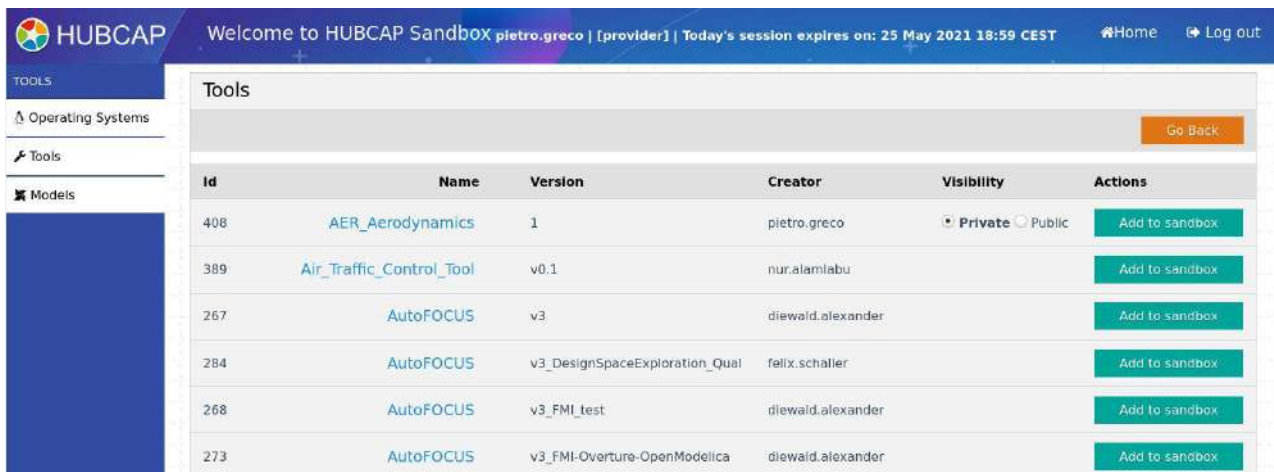 HUBCAP Welcome to HUBCAP Sandbox pietro.greco | [provider] | Today's session expires on: 25 May 2021 18:59 CEST Home Log out
TOOLS
Operating Systems
Tools
Models
Tools
Go Back
Id Name Version Creator Visibility Actions
408 AER_Aerodynamics 1 pietro.greco Private Public Add to sandbox
389 Air_Traffic_Control_Tool v0.1 nur.alamlabu Add to sandbox
267 AutoFOCUS v3 diewald.alexander Add to sandbox
284 AutoFOCUS v3_DesignSpaceExploration_Qual felix.schaller Add to sandbox
268 AutoFOCUS v3_FMI_test diewald.alexander Add to sandbox
273 AutoFOCUS v3_FMI-Overture-OpenModelica diewald.alexander Add to sandbox